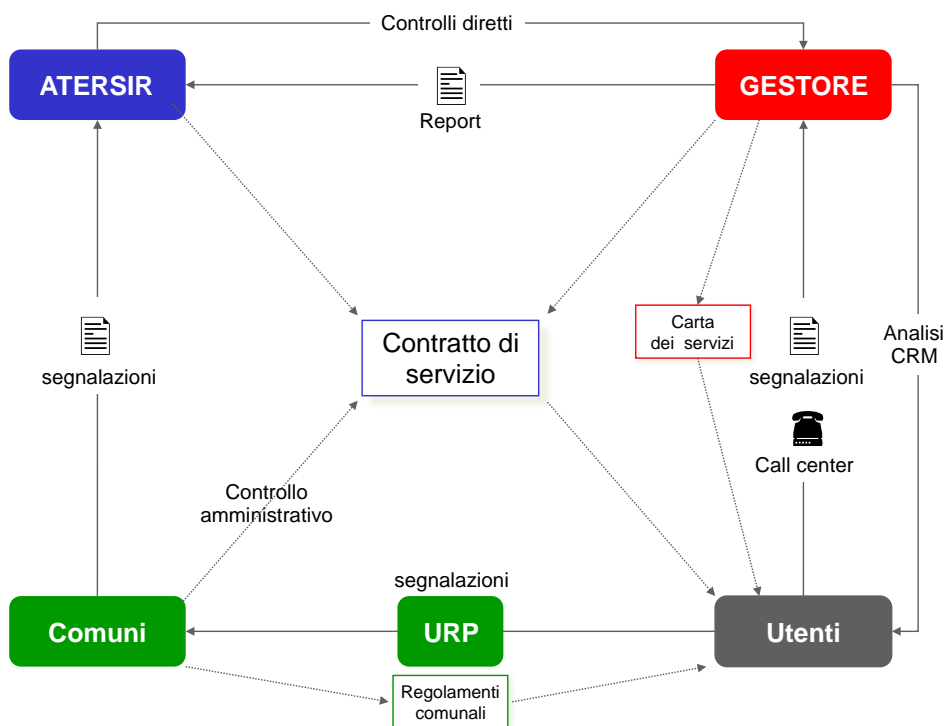 Controlli diretti
ATERSIR
GESTORE
Report
Contratto di
servizio
Carta
dei servizi
Analisi
CRM
segnalazioni
segnalazioni
Call center
Controllo
amministrativo
segnalazioni
Comuni
URP
Utenti
Regolamenti
comunali